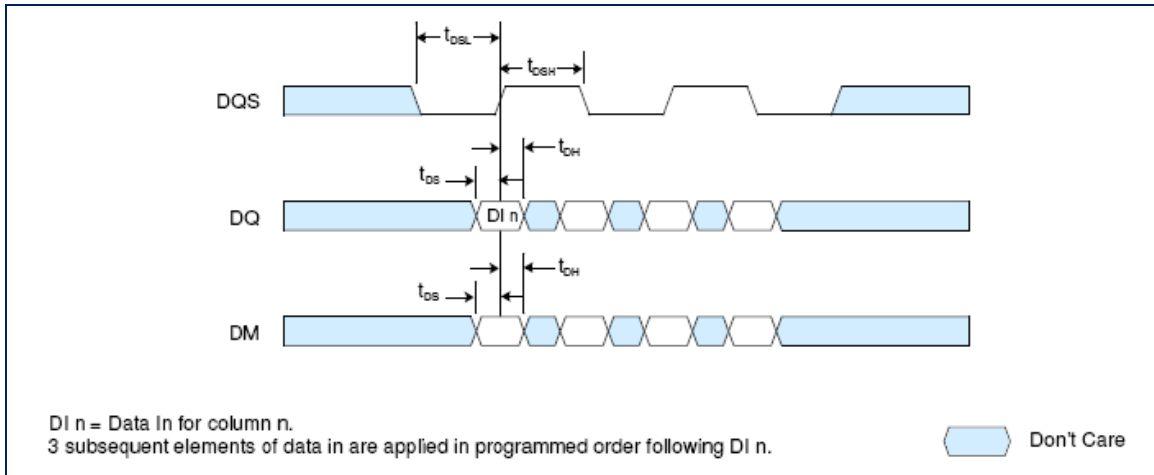 tDSL
tDSH
DQS
tDH
tDS
DQ
DI n
tDH
tDS
DM
DI n = Data In for column n.
3 subsequent elements of data in are applied in programmed order following DI n.
Don't Care